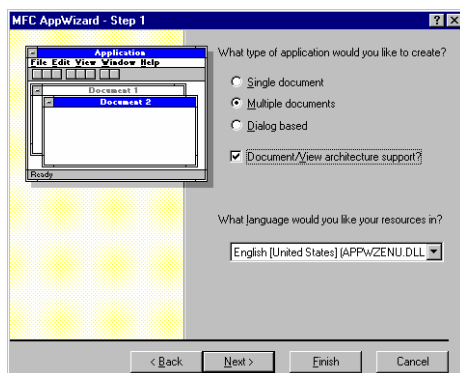 MFC AppWizard - Step 1
Application
File Edit View Window Help
Document 1
Document 2
Ready
What type of application would you like to create?
Single document
Multiple documents
Dialog based
Document/View architecture support?
What language would you like your resources in?
English [United States] (APPWZENU.DLL
< Back
Next >
Finish
Cancel